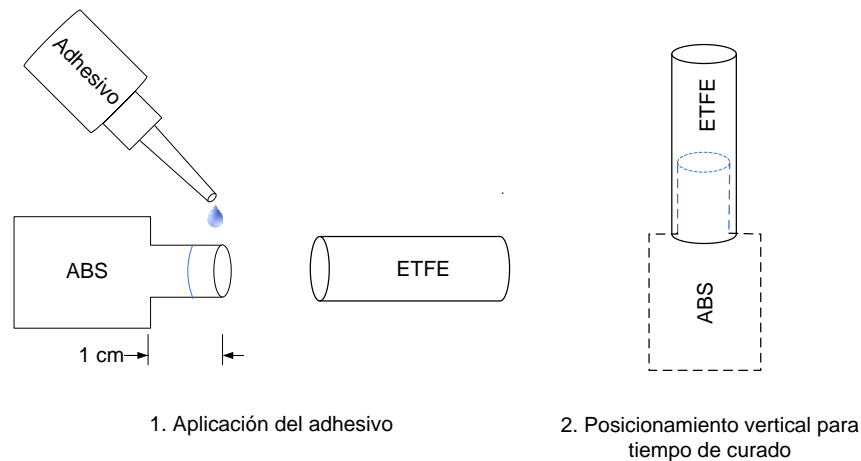 Adhesivo
ABS
ETFE
1 cm
1. Aplicación del adhesivo
ETFE
ABS
2. Posicionamiento vertical para
tiempo de curado